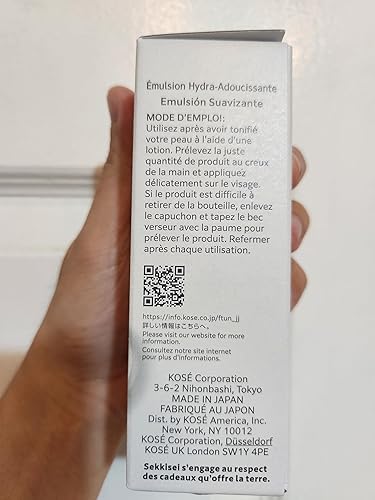 Émulsion Hydra-Adoucissante
Emulsión Suavizante
MODE D'EMPLOI:
Utilisez après avoir tonifié
votre peau à l'aide d'une
lotion. Prélevez la juste
quantité de produit au creux
de la main et appliquez
délicatement sur le visage.
Si le produit est difficile à
retirer de la bouteille, enlevez
le capuchon et tapez le bec
verseur avec la paume pour
prélever le produit. Refermer
après chaque utilisation.
https://info.kose.co.jp/ftun_jj
詳しい情報はこちらへ。
Please visit our website for more
information.
Consultez notre site internet
pour plus d'informations.
KOSÉ Corporation
3-6-2 Nihonbashi, Tokyo
MADE IN JAPAN
FABRIQUÉ AU JAPON
Dist. by KOSÉ America, Inc.
New York, NY 10012
KOSÉ Corporation, Düsseldorf
KOSÉ UK London SW1Y 4PE
Sekkisei s'engage au respect
des cadeaux qu'offre la terre.